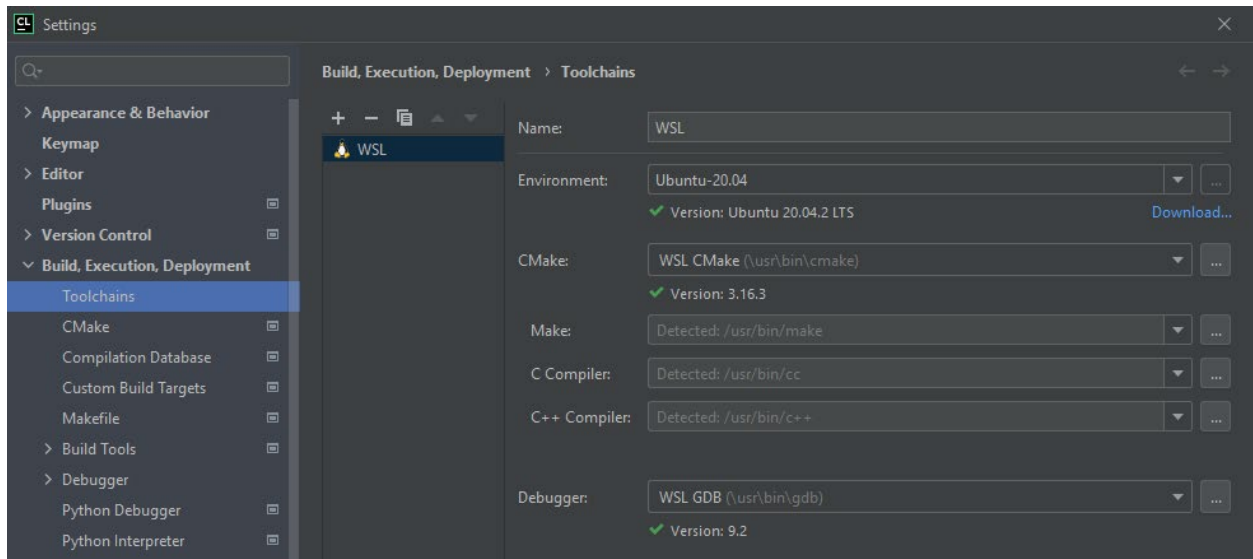 CL Settings
Build, Execution, Deployment > Toolchains
Appearance & Behavior
Keymap
Editor
Plugins
Version Control
Build, Execution, Deployment
Toolchains
CMake
Compilation Database
Custom Build Targets
Makefile
Build Tools
Debugger
Python Debugger
Python Interpreter
WSL
Name: WSL
Environment: Ubuntu-20.04 ...
Version: Ubuntu 20.04.2 LTS Download...
CMake: WSL CMake (\usr\bin\cmake) ...
Version: 3.16.3
Make: Detected: /usr/bin/make ...
C Compiler: Detected: /usr/bin/cc ...
C++ Compiler: Detected: /usr/bin/c++ ...
Debugger: WSL GDB (\usr\bin\gdb) ...
Version: 9.2